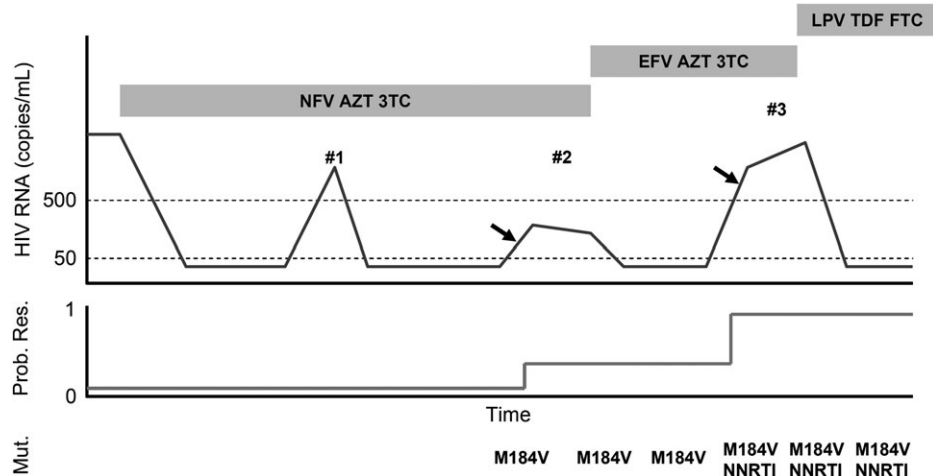 LPV TDF FTC
EFV AZT 3TC
NFV AZT 3TC
#3
#1
#2
HIV RNA (copies/mL)
500
50
Prob. Res.
1
0
Time
Mut.
M184V M184V M184V M184V M184V M184V
NNRTI NNRTI NNRTI